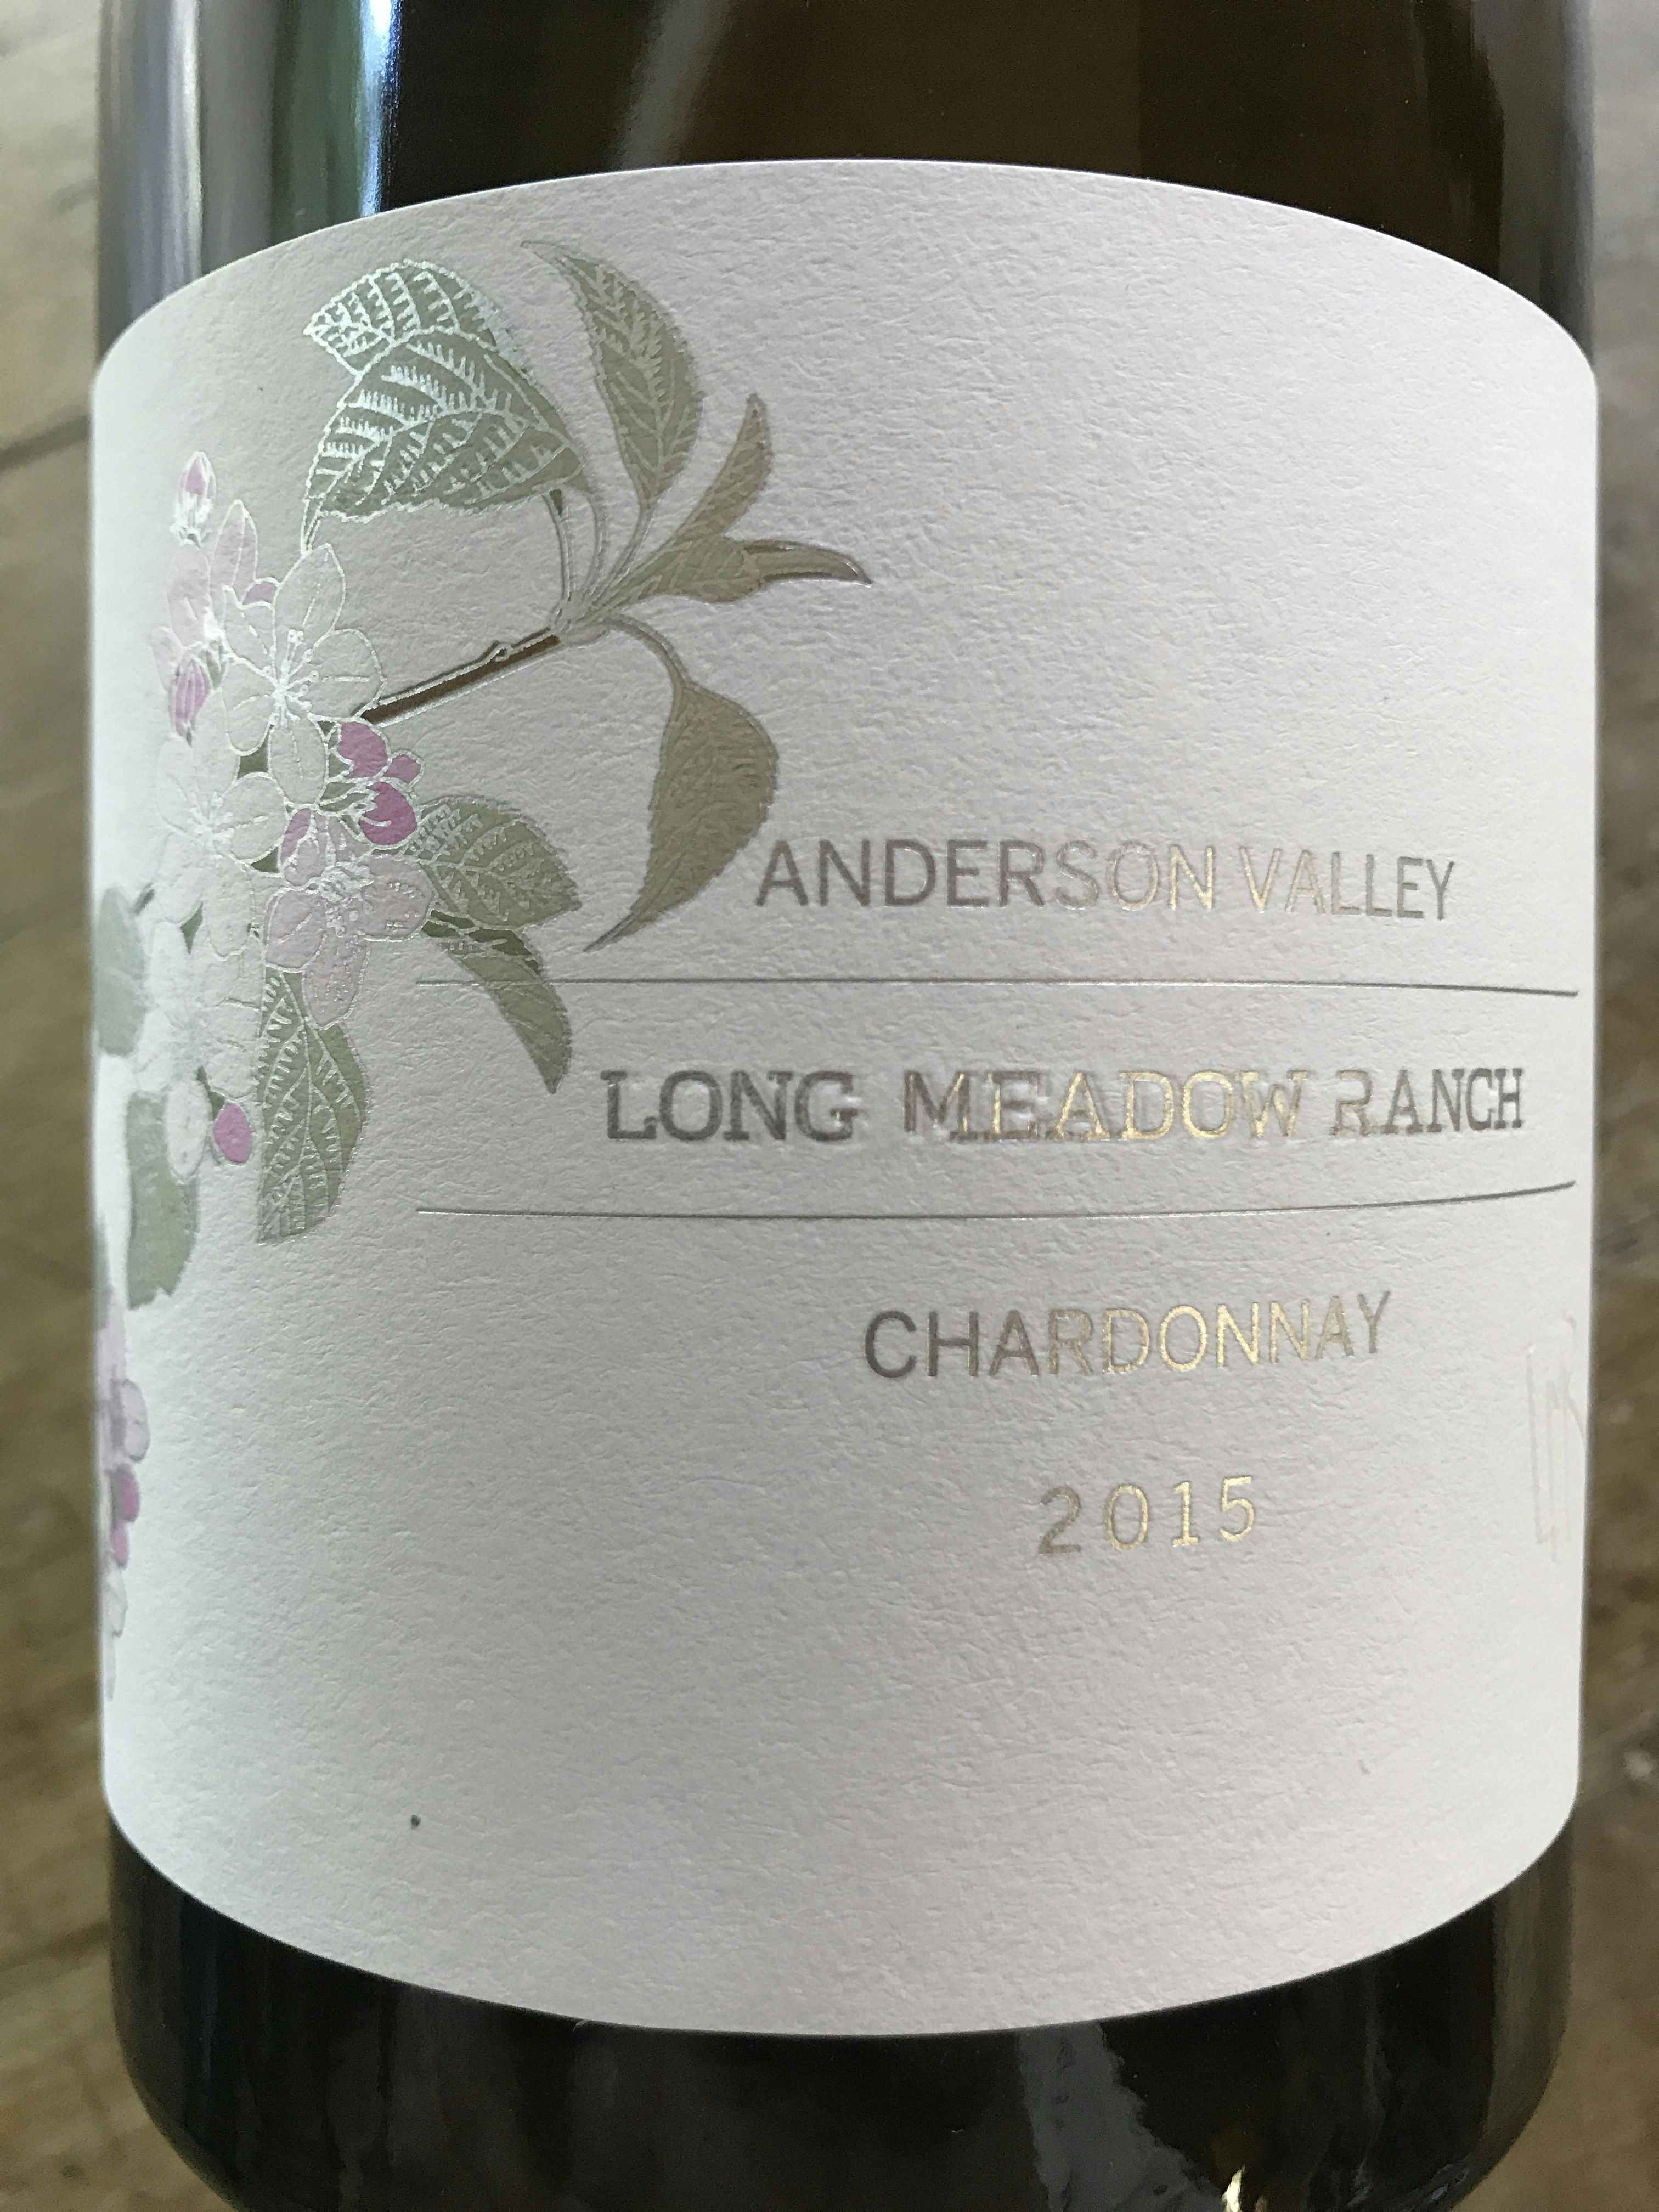 ANDERSON VALLEY
LONG MEADOW RANCH
CHARDONNAY
2015